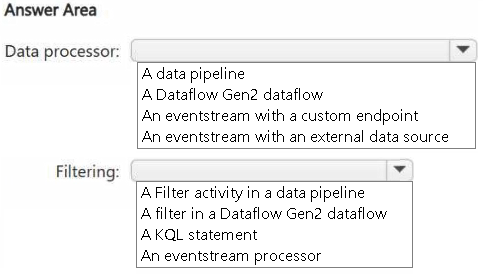 Answer Area
Data processor:
A data pipeline
A Dataflow Gen2 dataflow
An eventstream with a custom endpoint
An eventstream with an external data source
Filtering:
A Filter activity in a data pipeline
A filter in a Dataflow Gen2 dataflow
A KQL statement
An eventstream processor